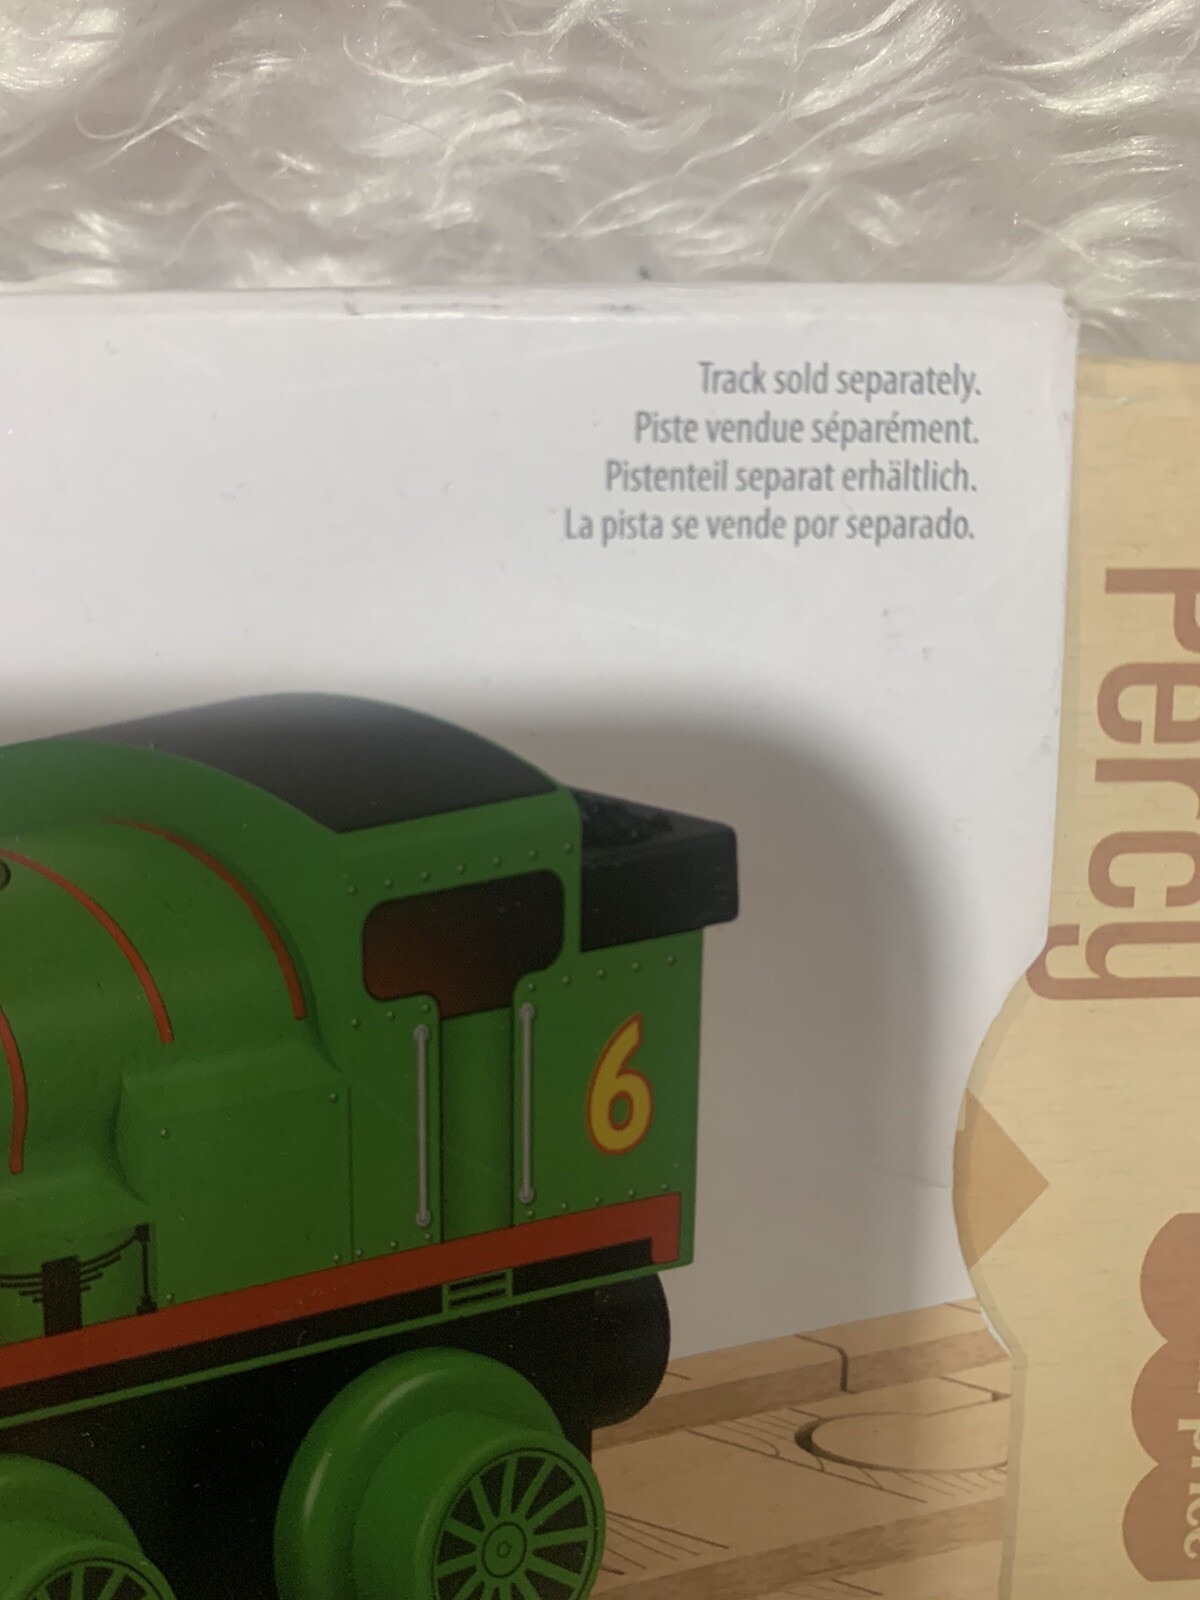 Track sold separately.
Piste vendue séparément.
Pistenteil separat erhältlich.
La pista se vende por separado.
Percy
6